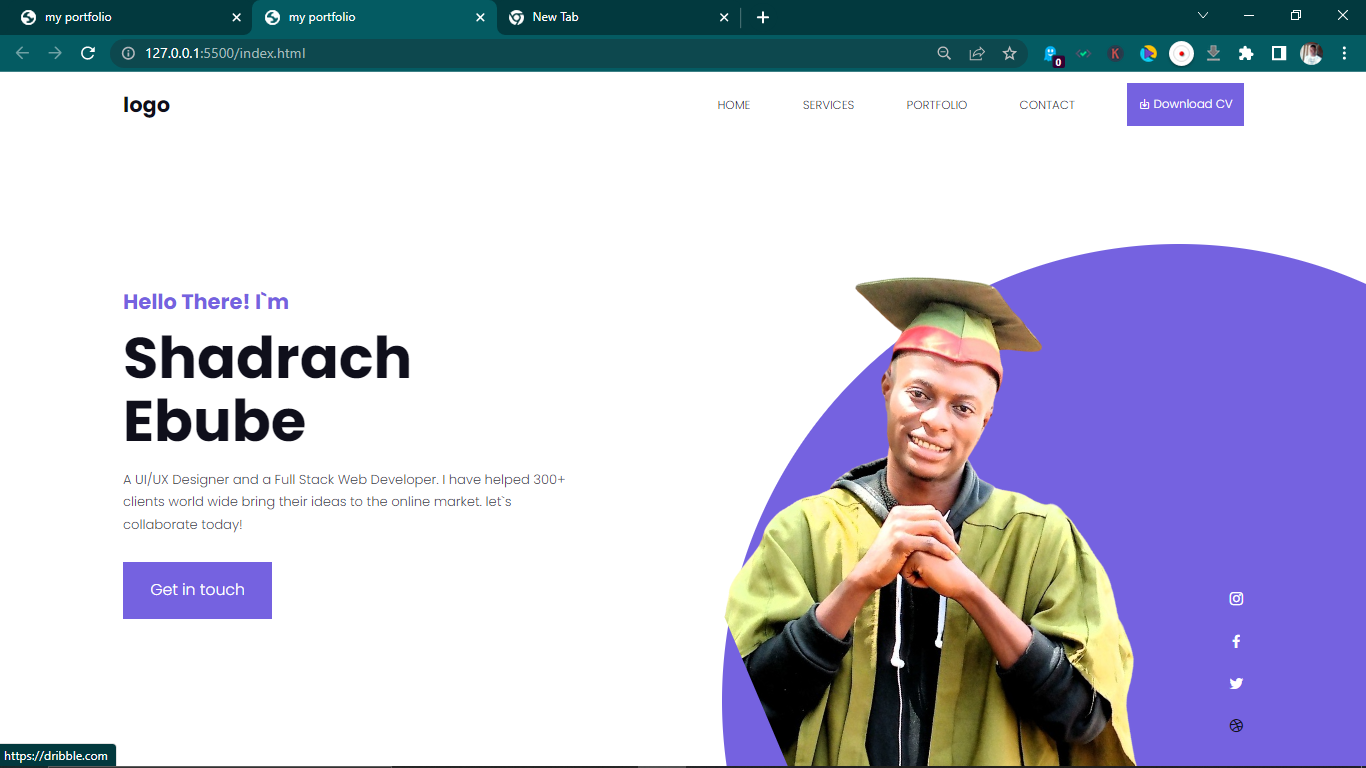 my portfolio
my portfolio
New Tab
127.0.0.1:5500/index.html
K
0
logo
HOME
SERVICES
PORTFOLIO
CONTACT
Download CV
Hello There! I`m
Shadrach
Ebube
A UI/UX Designer and a Full Stack Web Developer. I have helped 300+
clients world wide bring their ideas to the online market. let`s
collaborate today!
Get in touch
https://dribble.com